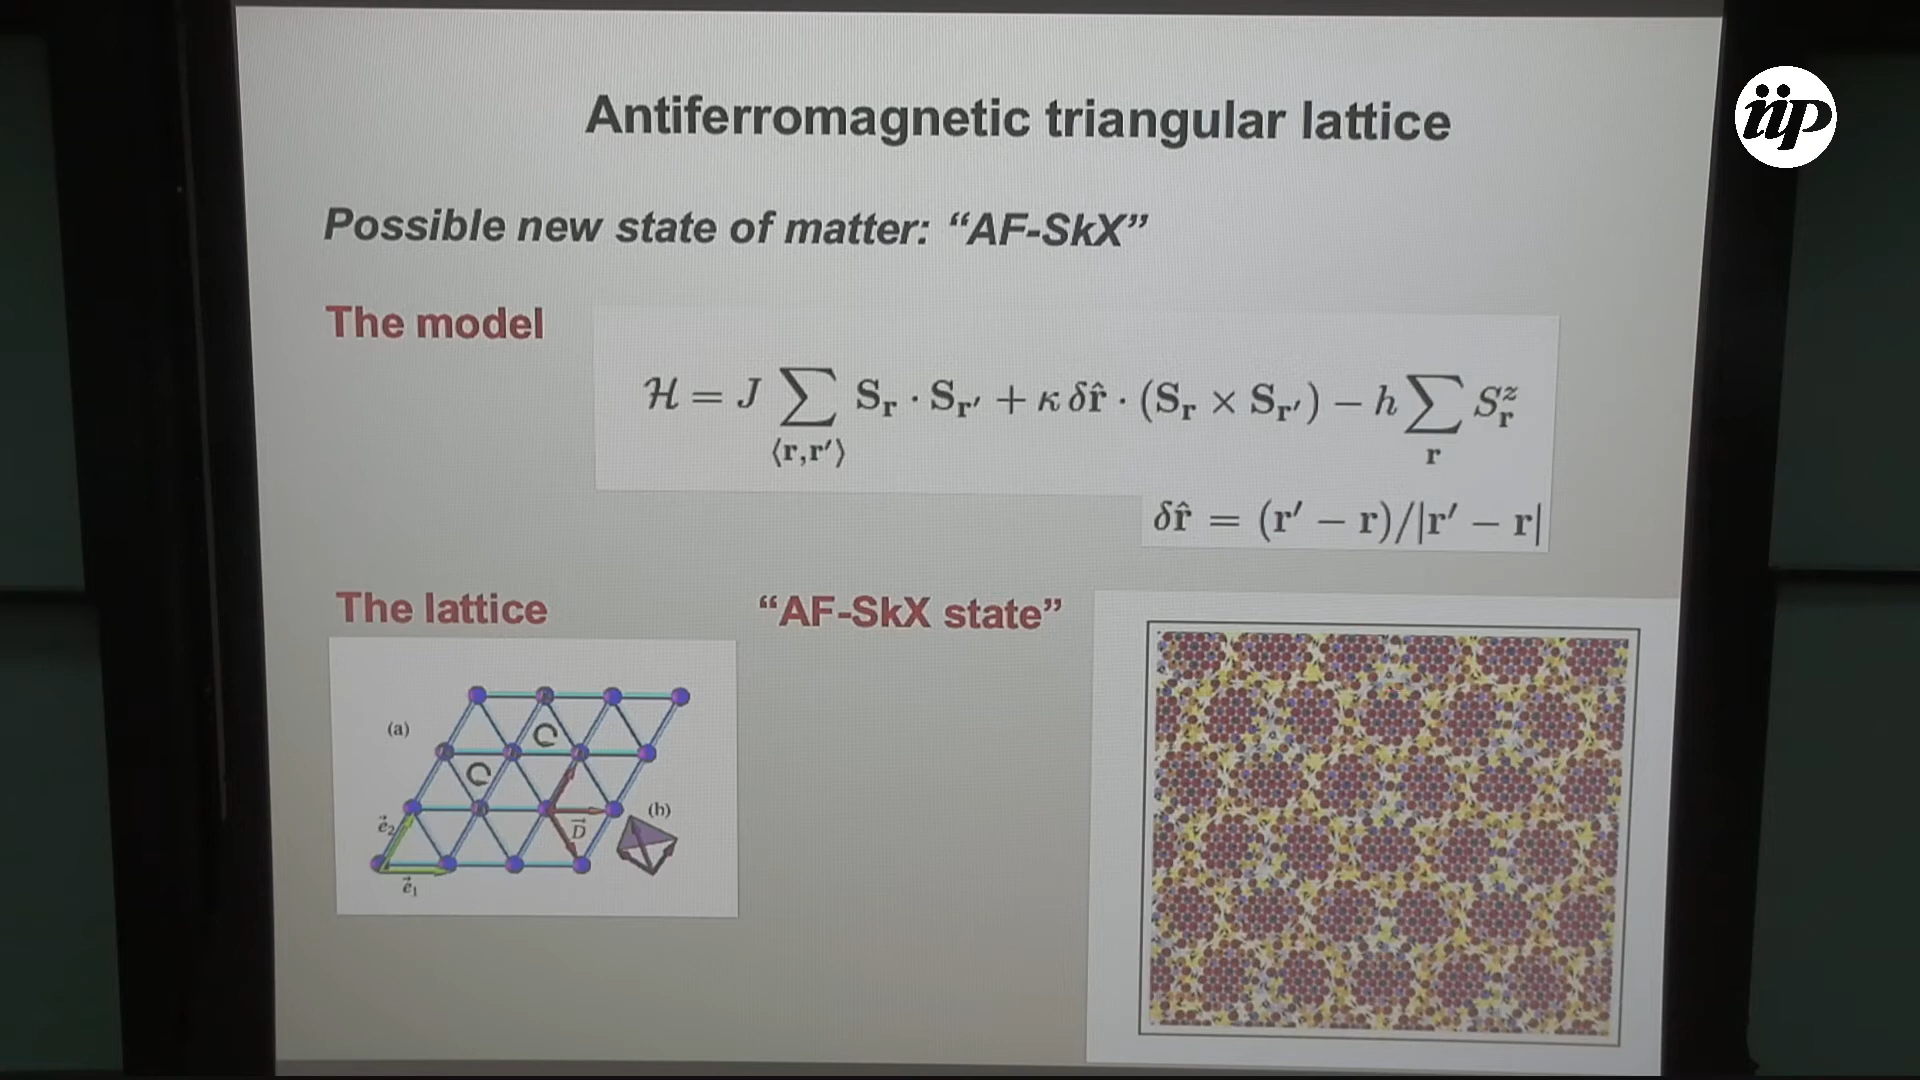 iip
Antiferromagnetic triangular lattice
Possible new state of matter: “AF-SkX”
The model
ℋ = J ∑⟨r,r′⟩ S_r · S_r′ + κ δr̂ · (S_r × S_r′) − h ∑_r S_r^z
δr̂ = (r′ − r)/|r′ − r|
The lattice
“AF-SkX state”
(a)
(b)
e⃗₂
D⃗
e⃗₁